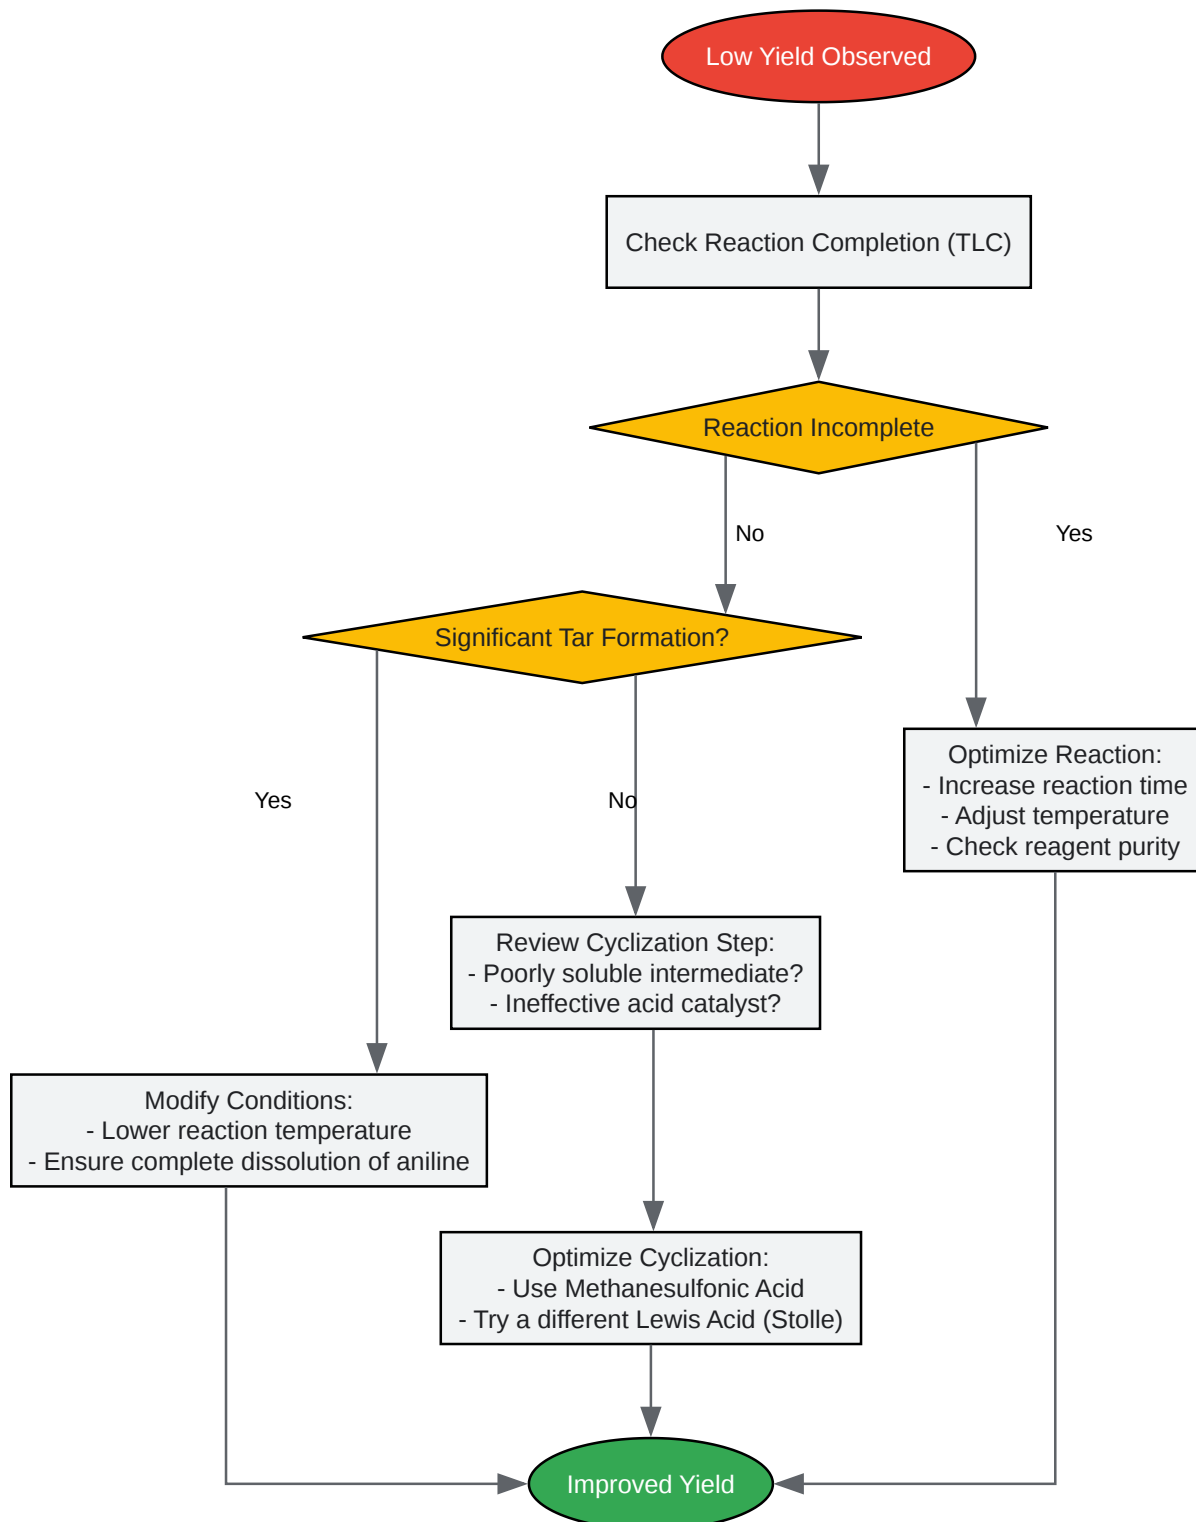 Low Yield Observed
Check Reaction Completion (TLC)
Reaction Incomplete
No
Yes
Significant Tar Formation?
Optimize Reaction:
- Increase reaction time
- Adjust temperature
- Check reagent purity
Yes
No
Review Cyclization Step:
- Poorly soluble intermediate?
- Ineffective acid catalyst?
Modify Conditions:
- Lower reaction temperature
- Ensure complete dissolution of aniline
Optimize Cyclization:
- Use Methanesulfonic Acid
- Try a different Lewis Acid (Stolle)
Improved Yield